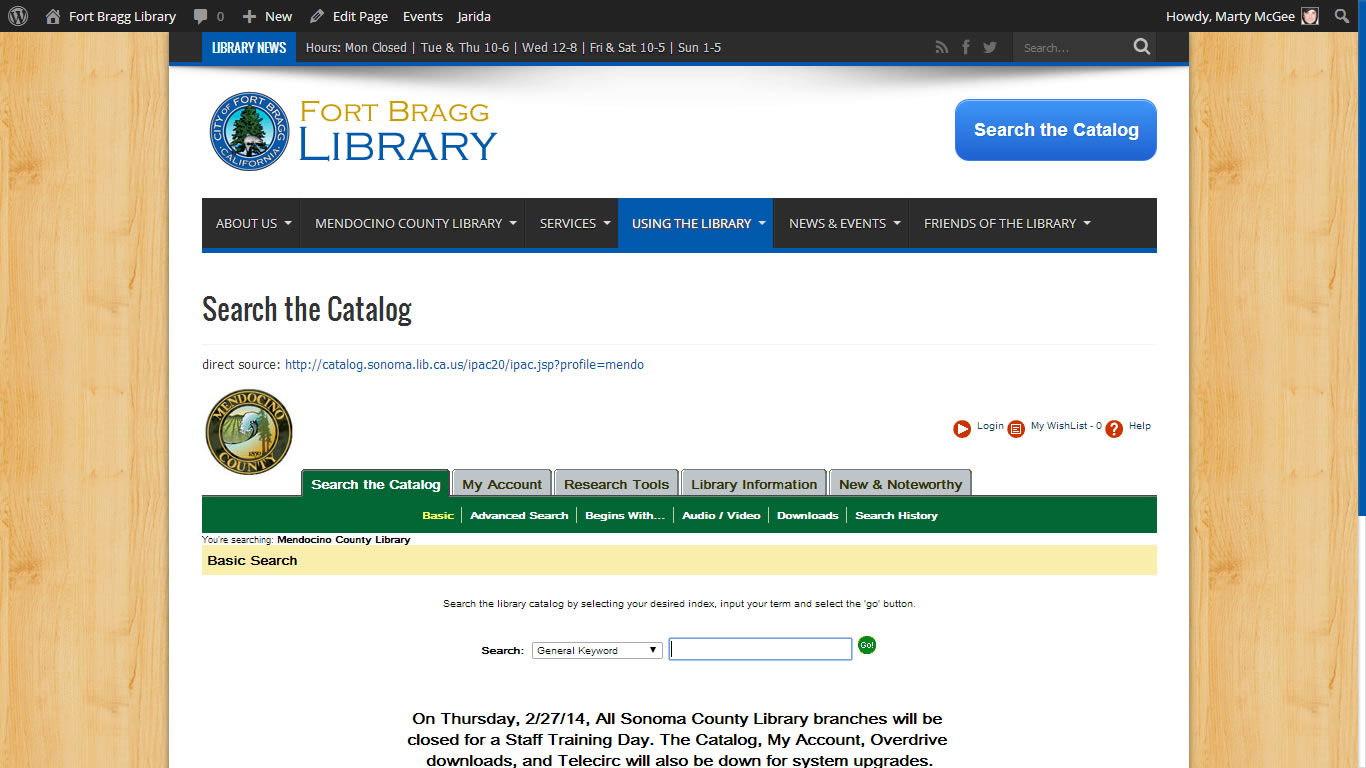 Fort Bragg Library 0 New Edit Page Events Jarida Howdy, Marty McGee
LIBRARY NEWS Hours: Mon Closed | Tue & Thu 10-6 | Wed 12-8 | Fri & Sat 10-5 | Sun 1-5 Search...
CITY OF FORT BRAGG CALIFORNIA
FORT BRAGG
LIBRARY
Search the Catalog
ABOUT US MENDOCINO COUNTY LIBRARY SERVICES USING THE LIBRARY NEWS & EVENTS FRIENDS OF THE LIBRARY
Search the Catalog
direct source: http://catalog.sonoma.lib.ca.us/ipac20/ipac.jsp?profile=mendo
MENDOCINO COUNTY 1850
Login My WishList - 0 Help
Search the Catalog My Account Research Tools Library Information New & Noteworthy
Basic | Advanced Search | Begins With... | Audio / Video | Downloads | Search History
You're searching: Mendocino County Library
Basic Search
Search the library catalog by selecting your desired index, input your term and select the 'go' button.
Search: General Keyword Go!
On Thursday, 2/27/14, All Sonoma County Library branches will be
closed for a Staff Training Day. The Catalog, My Account, Overdrive
downloads, and Telecirc will also be down for system upgrades.